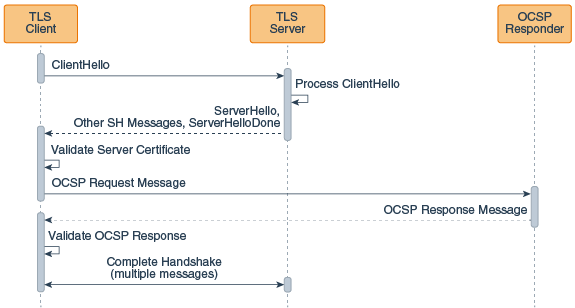 TLS
Client
TLS
Server
OCSP
Responder
ClientHello
Process ClientHello
ServerHello,
Other SH Messages, ServerHelloDone
Validate Server Certificate
OCSP Request Message
OCSP Response Message
Validate OCSP Response
Complete Handshake
(multiple messages)